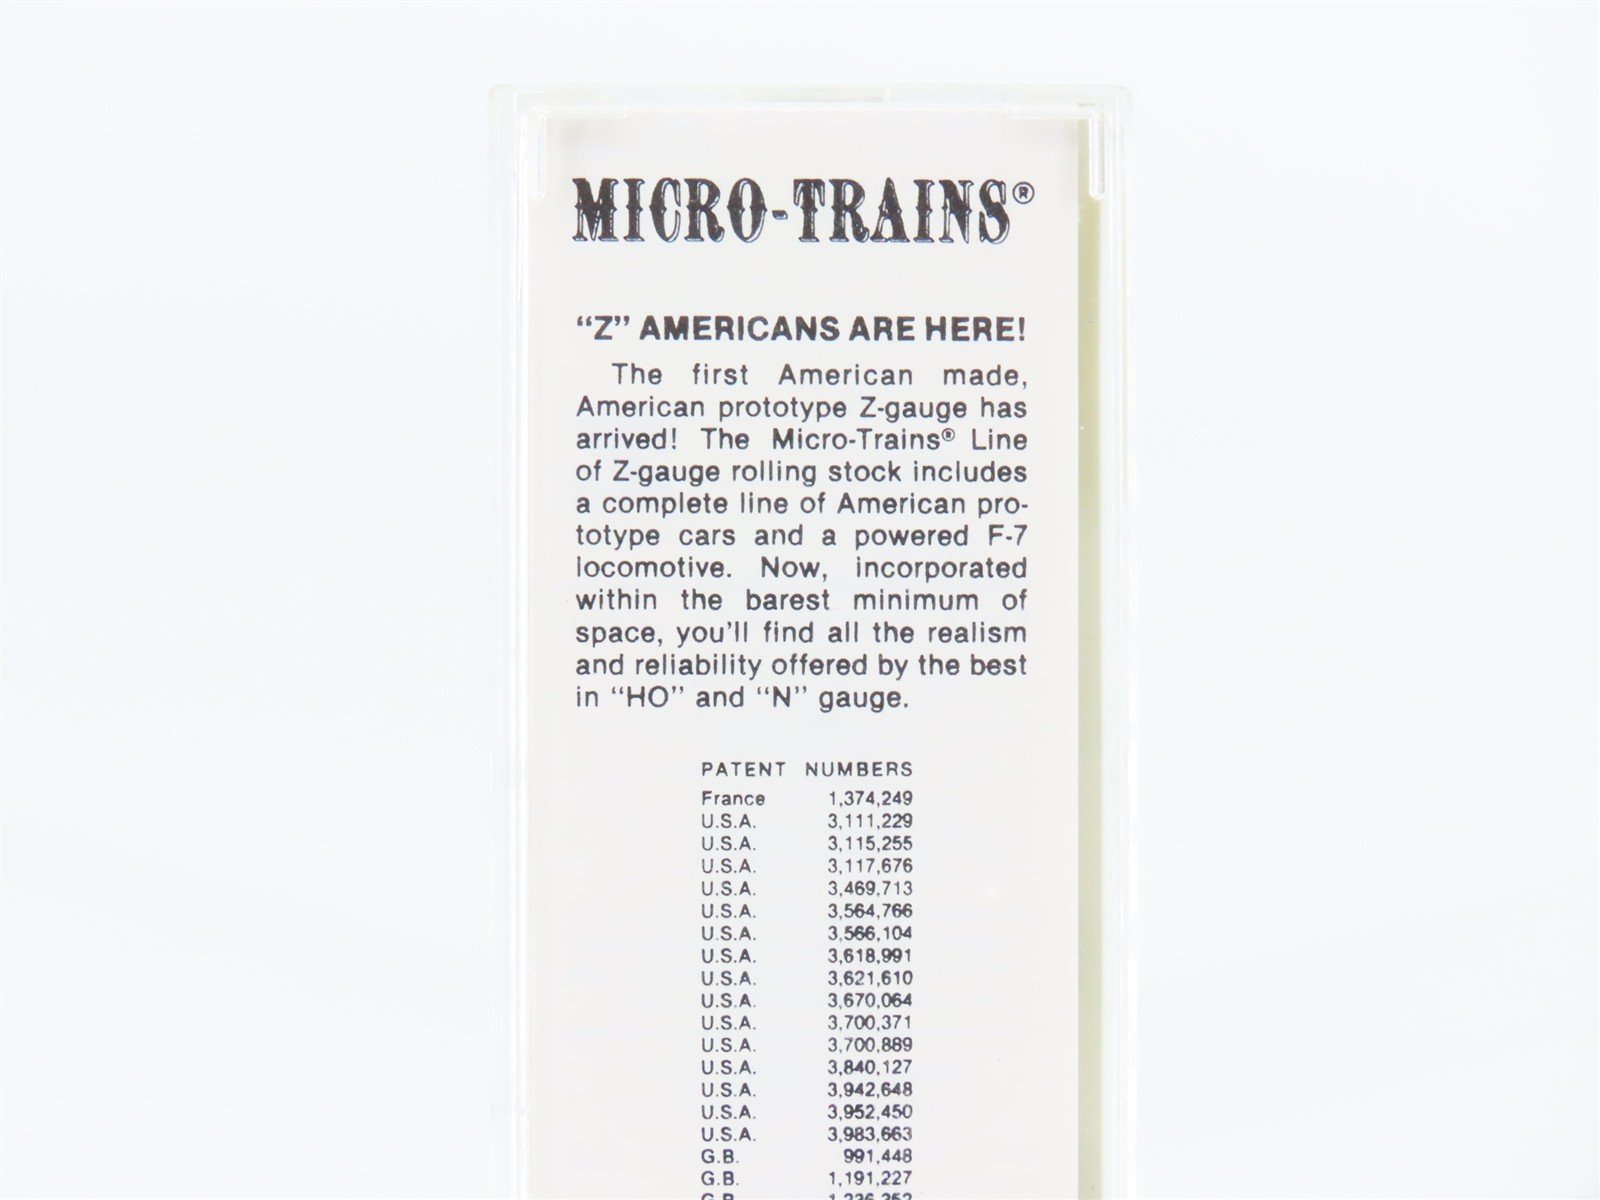 MICRO-TRAINS®
“Z” AMERICANS ARE HERE!
The first American made,
American prototype Z-gauge has
arrived! The Micro-Trains® Line
of Z-gauge rolling stock includes
a complete line of American pro-
totype cars and a powered F-7
locomotive. Now, incorporated
within the barest minimum of
space, you'll find all the realism
and reliability offered by the best
in “HO” and “N” gauge.
PATENT NUMBERS
France 1,374,249
U.S.A. 3,111,229
U.S.A. 3,115,255
U.S.A. 3,117,676
U.S.A. 3,469,713
U.S.A. 3,564,766
U.S.A. 3,566,104
U.S.A. 3,618,991
U.S.A. 3,621,610
U.S.A. 3,670,064
U.S.A. 3,700,371
U.S.A. 3,700,889
U.S.A. 3,840,127
U.S.A. 3,942,648
U.S.A. 3,952,450
U.S.A. 3,983,663
G.B. 991,448
G.B. 1,191,227
G.B.